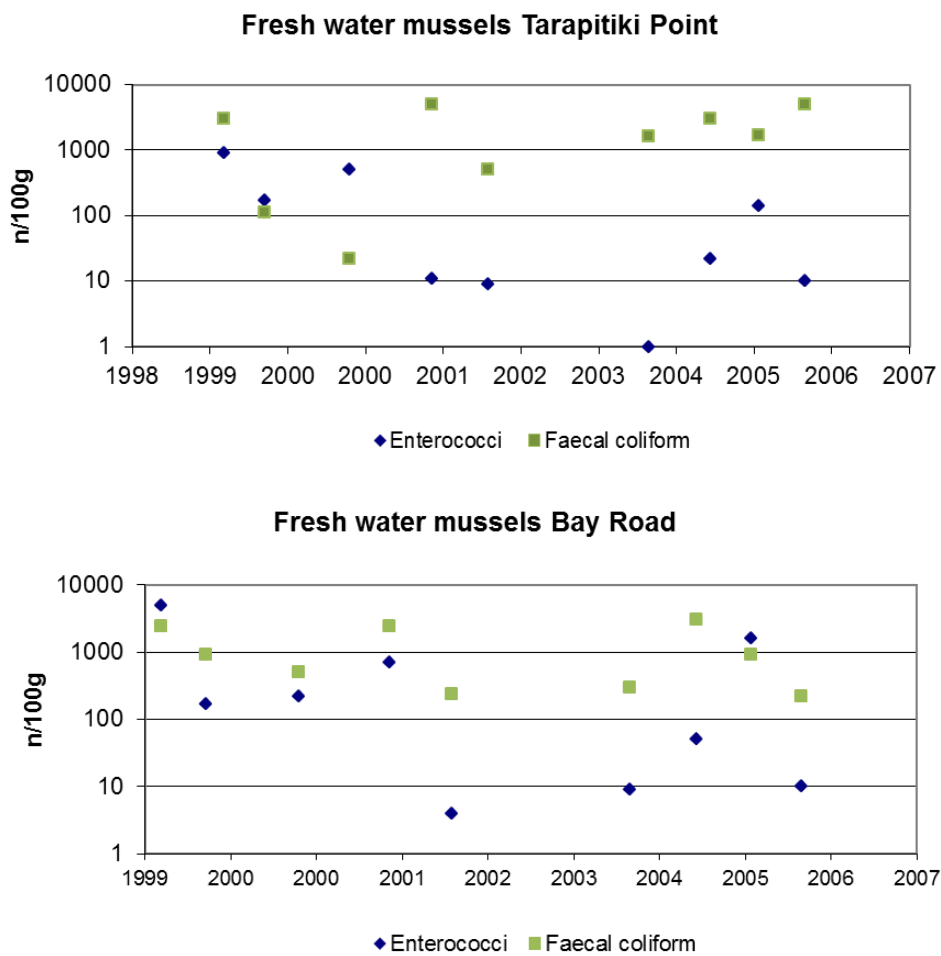 Fresh water mussels Tarapitiki Point
n/100g
10000
1000
100
10
1
1998 1999 2000 2000 2001 2002 2003 2004 2005 2006 2007
Enterococci Faecal coliform
Fresh water mussels Bay Road
n/100g
10000
1000
100
10
1
1999 2000 2000 2001 2002 2003 2004 2005 2006 2007
Enterococci Faecal coliform